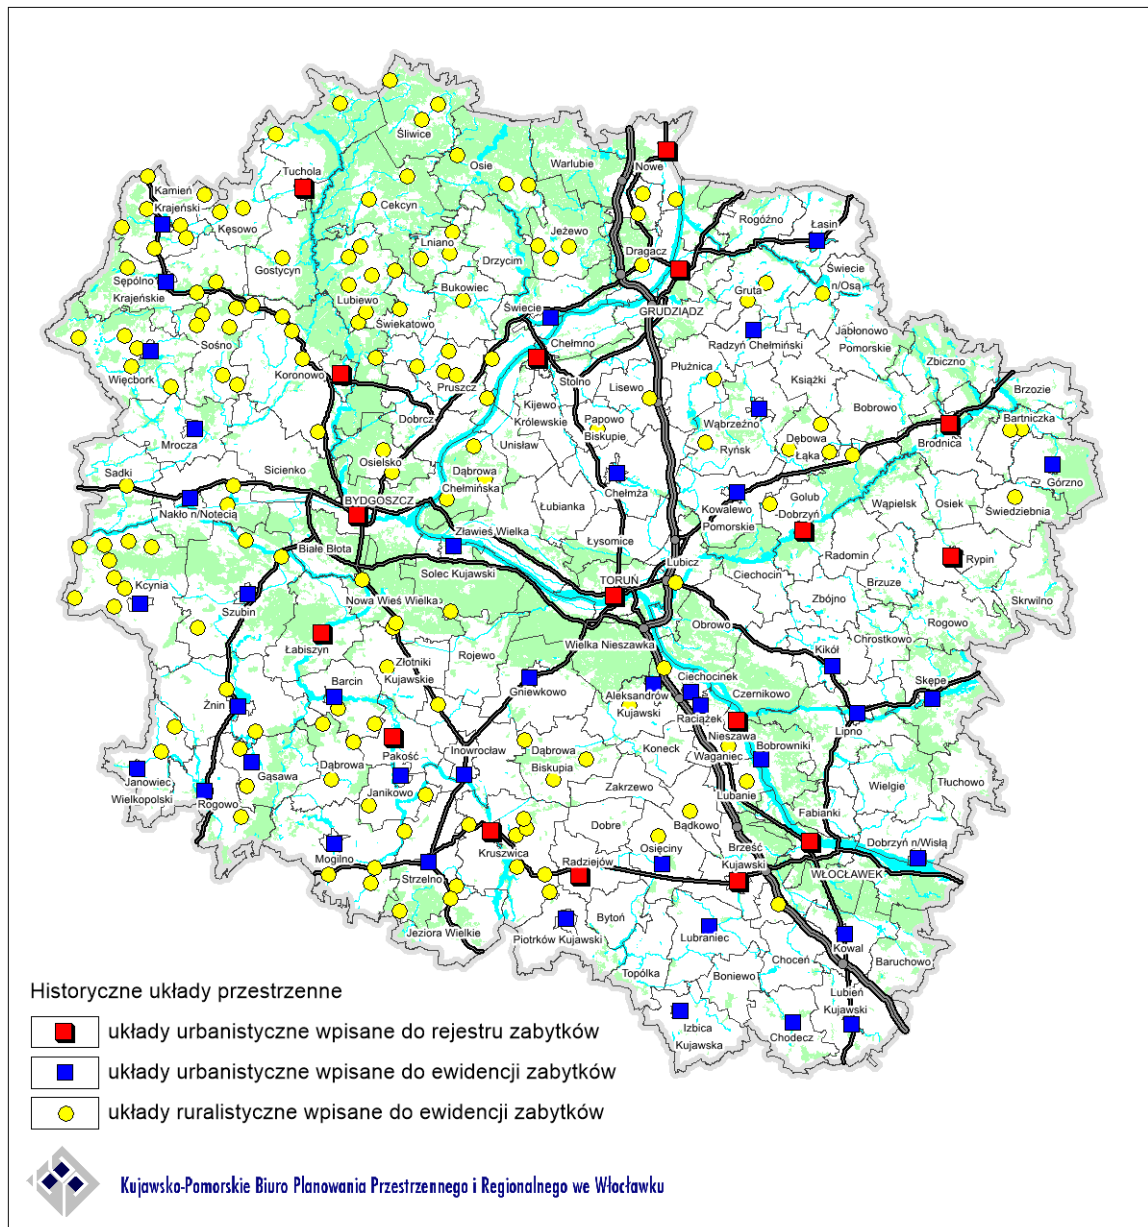 Śliwice
Osie
Warlubie
Nowe
Tuchola
Kamień
Krajeński
Kęsowo
Cekcyn
Rogóźno
Łasin
Lniano
Jeżewo
Drzycim
Dragacz
Gostycyn
Sępólno
Krajeńskie
Bukowiec
Świecie
n/Osą
Gruta
Lubiewo
Świecie
GRUDZIĄDZ
Świekatowo
Sośno
Chełmno
Radzyń Chełmiński
Jabłonowo
Pomorskie
Zbiczno
Więcbork
Koronowo
Pruszcz
Stolno
Lisewo
Płużnica
Książki
Brzozie
Dobrcz
Kijewo
Królewskie
Papowo
Biskupie
Wąbrzeźno
Bobrowo
Bartniczka
Mrocza
Unisław
Ryńsk
Dębowa
Łąka
Brodnica
Sadki
Sicienko
Osielsko
Dąbrowa
Chełmińska
Chełmża
Górzno
BYDGOSZCZ
Nakło n/Notecią
Łubianka
Kowalewo
Pomorskie
Golub
-Dobrzyń
Wąpielsk
Osiek
Świedziebnia
Białe Błota
Zławieś Wielka
Łysomice
Solec Kujawski
Lubicz
Ciechocin
Radomin
Rypin
Kcynia
TORUŃ
Brzuze
Szubin
Nowa Wieś Wielka
Zbójno
Skrwilno
Obrowo
Rogowo
Łabiszyn
Wielka Nieszawka
Chrostkowo
Złotniki
Kujawskie
Rojewo
Kikół
Barcin
Gniewkowo
Ciechocinek
Aleksandrów
Kujawski
Czernikowo
Skępe
Żnin
Raciążek
Nieszawa
Lipno
Pakość
Inowrocław
Dąbrowa
Biskupia
Koneck
Waganiec
Bobrowniki
Janowiec
Wielkopolski
Gąsawa
Dąbrowa
Janikowo
Zakrzewo
Lubanie
Wielgie
Tłuchowo
Rogowo
Fabianki
Mogilno
Kruszwica
Dobre
Bądkowo
Osięciny
Brześć
Kujawski
Dobrzyń n/Wisłą
Strzelno
Radziejów
WŁOCŁAWEK
Jeziora Wielkie
Piotrków Kujawski
Bytoń
Lubraniec
Kowal
Topólka
Boniewo
Choceń
Baruchowo
Lubień
Kujawski
Izbica
Kujawska
Chodecz
Historyczne układy przestrzenne
układy urbanistyczne wpisane do rejestru zabytków
układy urbanistyczne wpisane do ewidencji zabytków
układy ruralistyczne wpisane do ewidencji zabytków
Kujawsko-Pomorskie Biuro Planowania Przestrzennego i Regionalnego we Włocławku